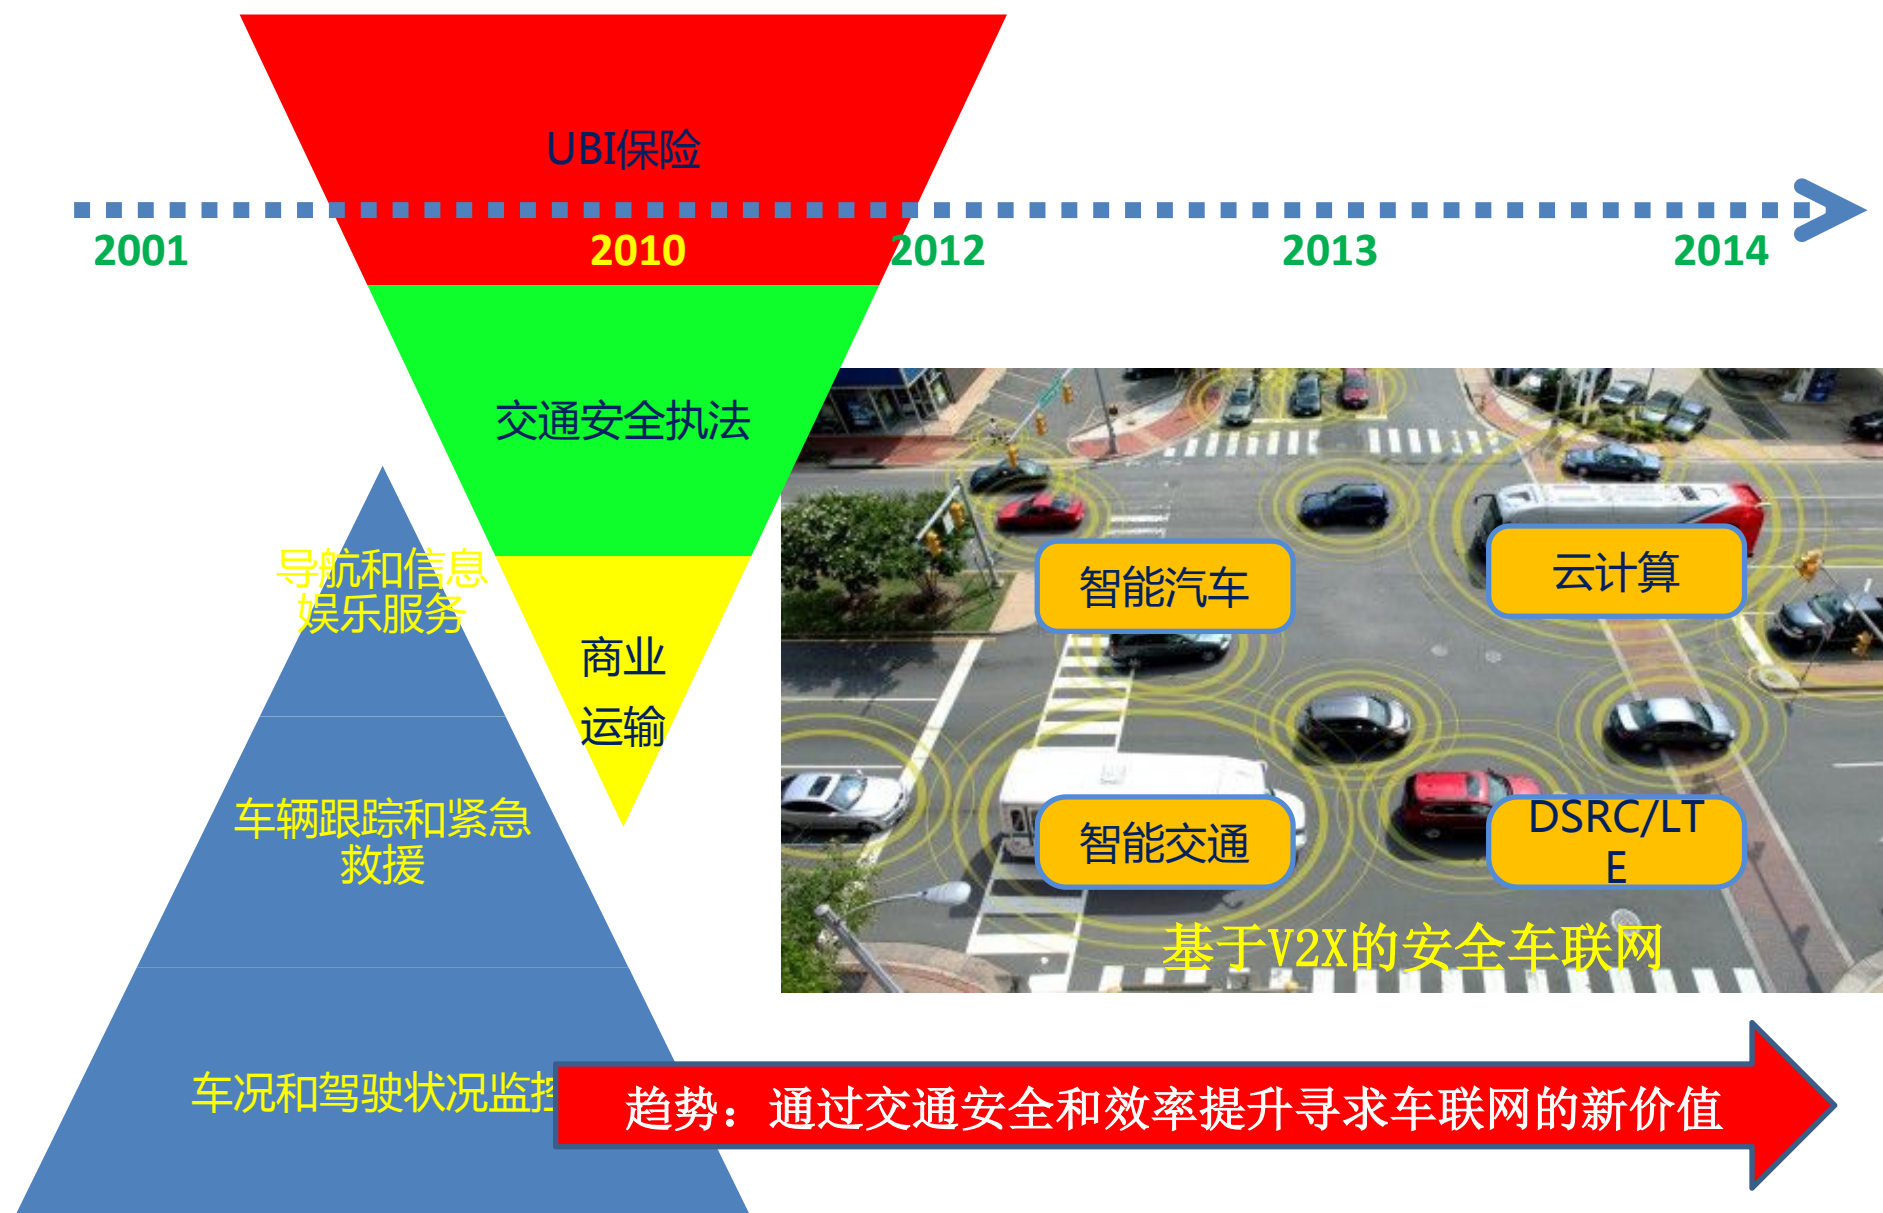 UBI保险
2001
2010
2012
2013
2014
交通安全执法
导航和信息
娱乐服务
商业
运输
智能汽车
云计算
车辆跟踪和紧急
救援
智能交通
DSRC/LT
E
基于V2X的安全车联网
车况和驾驶状况监控
趋势：通过交通安全和效率提升寻求车联网的新价值